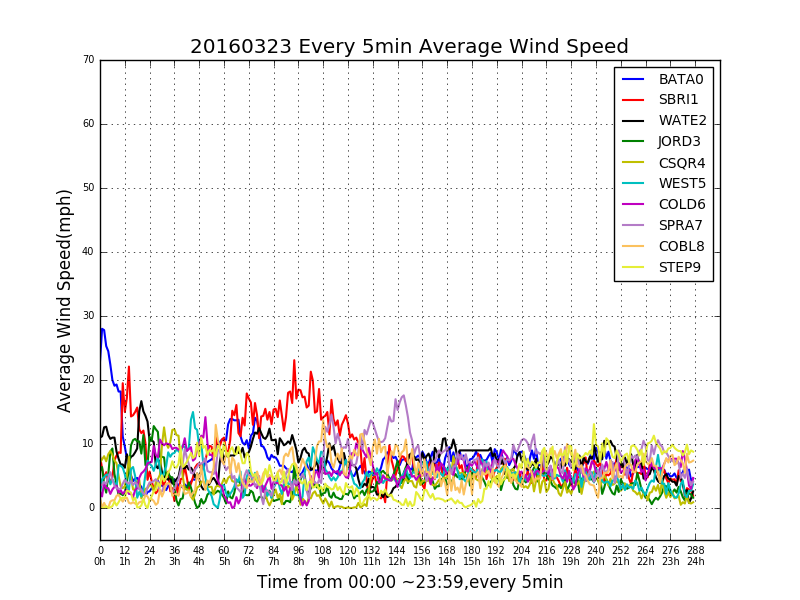 20160323 Every 5min Average Wind Speed
70
60
50
40
30
20
10
0
Average Wind Speed(mph)
BATA0
SBRI1
WATE2
JORD3
CSQR4
WEST5
COLD6
SPRA7
COBL8
STEP9
0 12 24 36 48 60 72 84 96 108 120 132 144 156 168 180 192 204 216 228 240 252 264 276 288
0h 1h 2h 3h 4h 5h 6h 7h 8h 9h 10h 11h 12h 13h 14h 15h 16h 17h 18h 19h 20h 21h 22h 23h 24h
Time from 00:00 ~23:59,every 5min